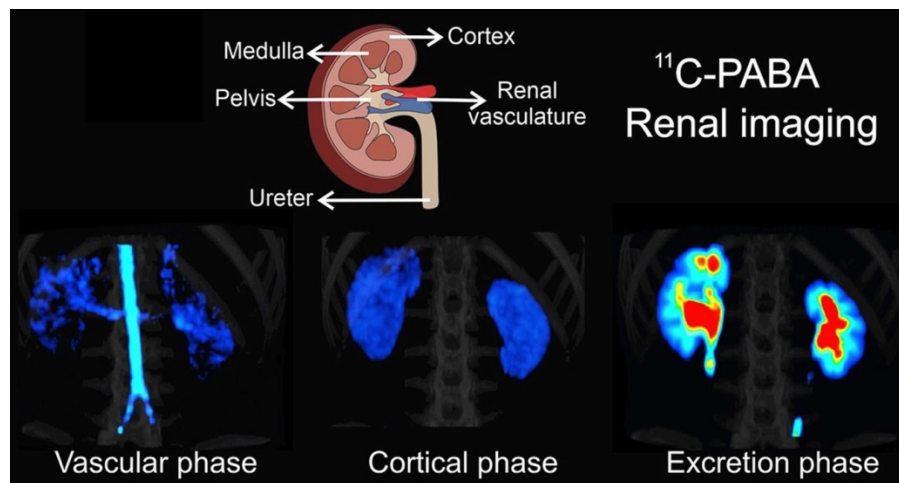 Medulla
Cortex
Pelvis
Renal
vasculature
Ureter
¹¹C-PABA
Renal imaging
Vascular phase
Cortical phase
Excretion phase